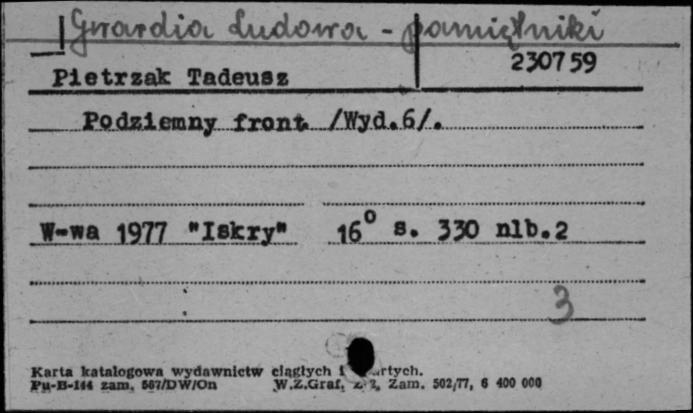 Gwardia Ludowa - pamiętniki
230759
Pietrzak Tadeusz
Podziemny front /Wyd.6/.
W-wa 1977 "Iskry" 16° s. 330 nlb.2
3
Karta katalogowa wydawnictw ciągłych i
Pu-B-144 zam. 567/DW/On W.Z.Graf. Zam. 502/77, 6 400 000